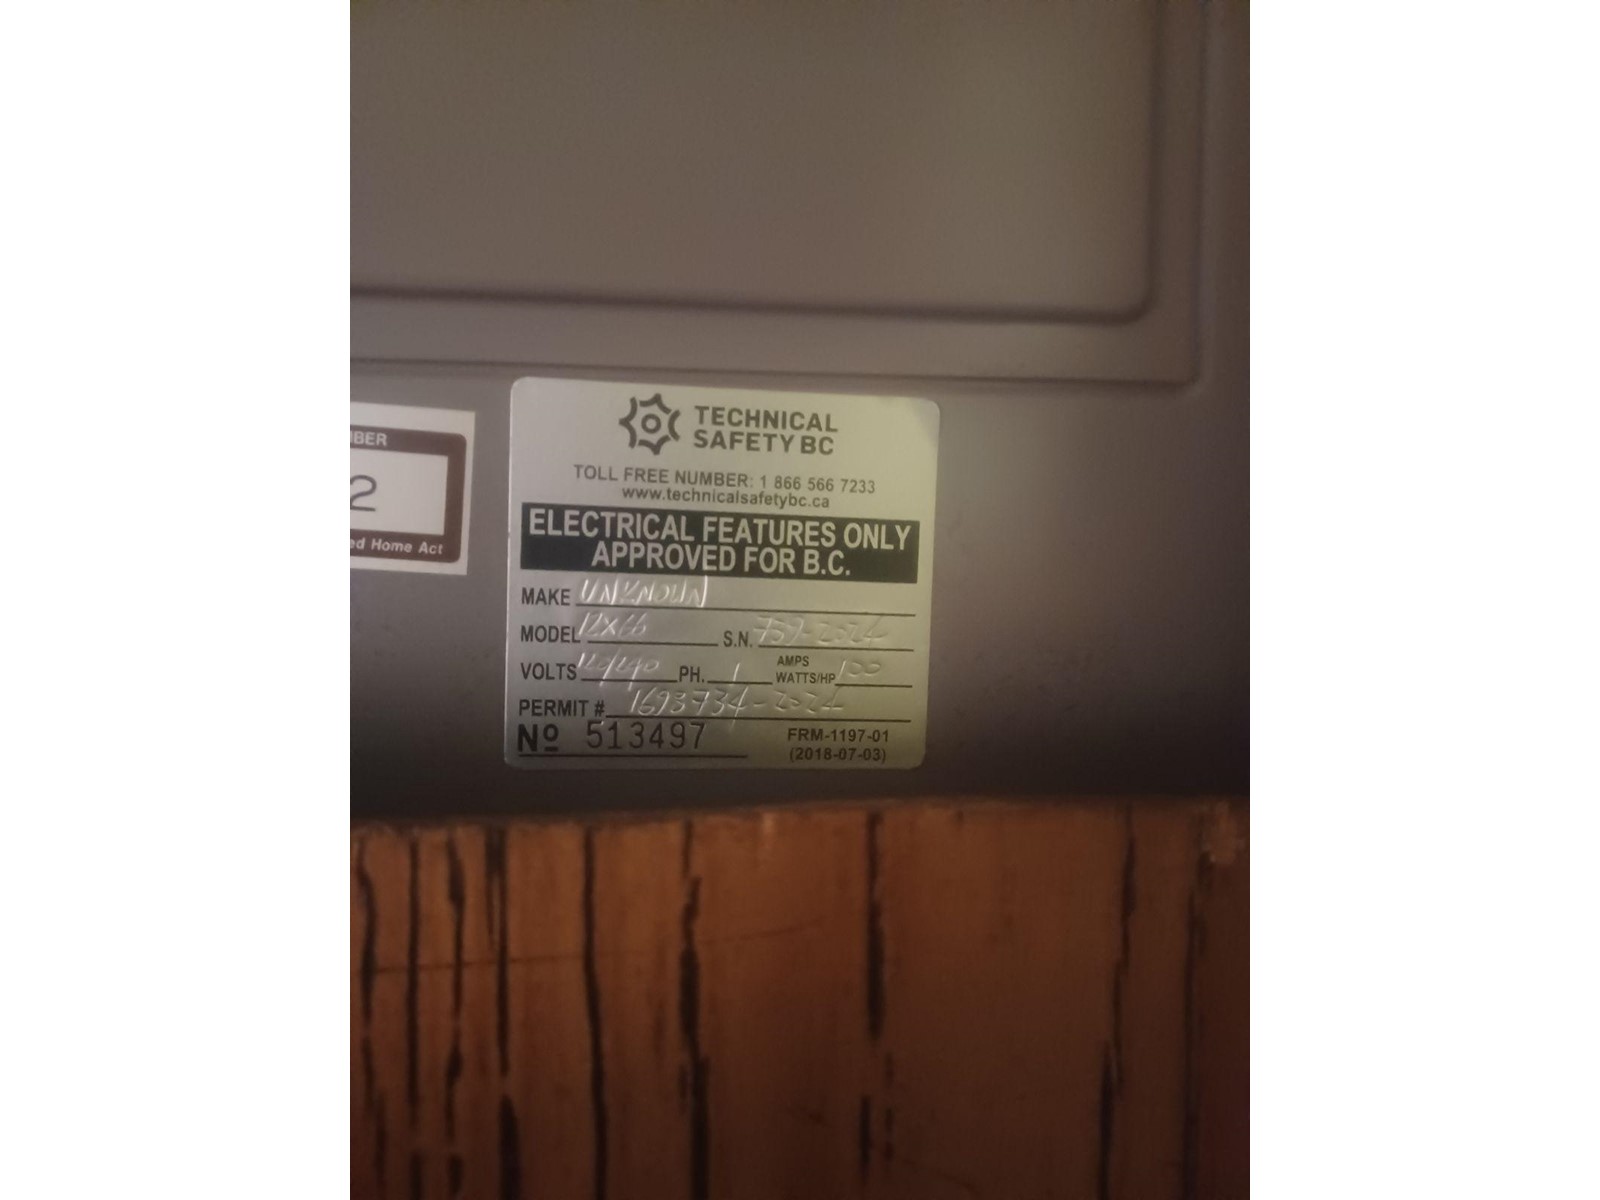 TECHNICAL
SAFETY BC
TOLL FREE NUMBER: 1 866 566 7233
www.technicalsafetybc.ca
ELECTRICAL FEATURES ONLY
APPROVED FOR B.C.
MAKE UNKNOWN
MODEL 12X66 S.N. 739-2024
VOLTS 120/240 PH. 1 AMPS WATTS/HP 100
PERMIT # 1693734-2024
Nº 513497 FRM-1197-01
(2018-07-03)
BER
2
ed Home Act